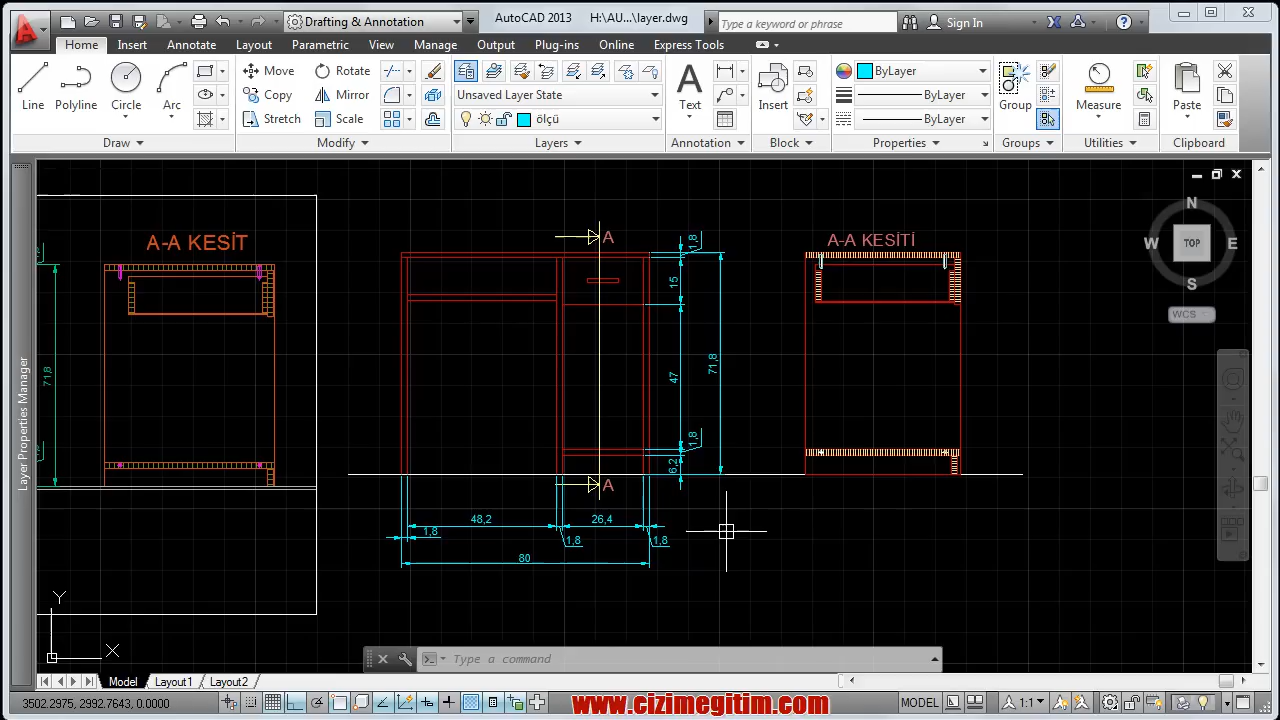 Drafting & Annotation
AutoCAD 2013
H:\AU...\layer.dwg
Type a keyword or phrase
Sign In
Home
Insert
Annotate
Layout
Parametric
View
Manage
Output
Plug-ins
Online
Express Tools
Line
Polyline
Circle
Arc
Move
Rotate
Copy
Mirror
Stretch
Scale
Unsaved Layer State
ölçü
Text
Insert
ByLayer
ByLayer
ByLayer
Group
Measure
Paste
Draw
Modify
Layers
Annotation
Block
Properties
Groups
Utilities
Clipboard
Layer Properties Manager
A-A KESİT
71,8
A
A
1,8
15
47
1,8
6,2
71,8
48,2
26,4
1,8
1,8
1,8
80
A-A KESİTİ
N
W
TOP
E
S
WCS
Y
X
Type a command
Model
Layout1
Layout2
35029975, 2992.7643, 0.0000
www.cizimegitim.com
MODEL
1:1